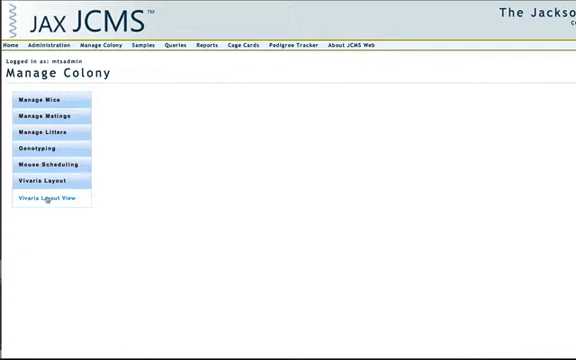 JAX JCMS™
The Jackso
Home Administration Manage Colony Samples Queries Reports Cage Cards Pedigree Tracker About JCMS Web
Logged in as: mtsadmin
Manage Colony
Manage Mice
Manage Matings
Manage Litters
Genotyping
Mouse Scheduling
Vivaria Layout
Vivaria Layout View